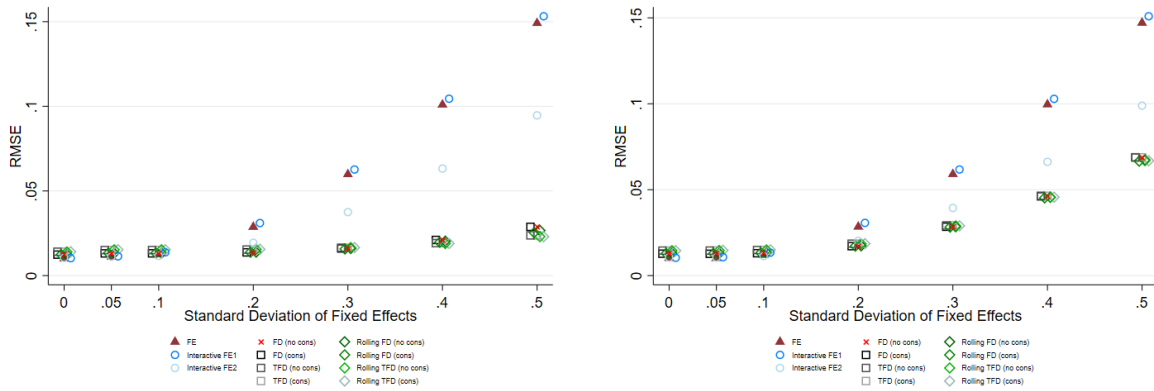 .15
.1
.05
0
RMSE
0 .05 .1 .2 .3 .4 .5
Standard Deviation of Fixed Effects
FE FD (no cons) Rolling FD (no cons)
Interactive FE1 FD (cons) Rolling FD (cons)
Interactive FE2 TFD (no cons) Rolling TFD (no cons)
TFD (cons) Rolling TFD (cons)
.15
.1
.05
0
RMSE
0 .05 .1 .2 .3 .4 .5
Standard Deviation of Fixed Effects
FE FD (no cons) Rolling FD (no cons)
Interactive FE1 FD (cons) Rolling FD (cons)
Interactive FE2 TFD (no cons) Rolling TFD (no cons)
TFD (cons) Rolling TFD (cons)